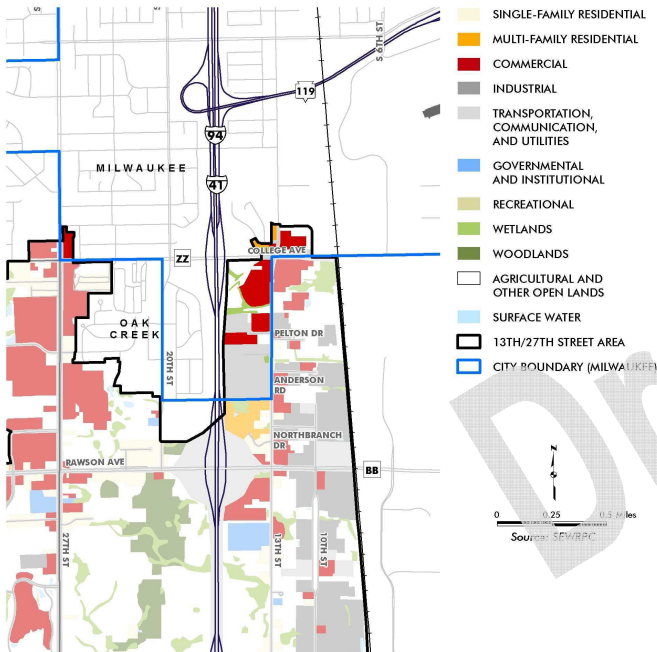 SINGLE-FAMILY RESIDENTIAL
MULTI-FAMILY RESIDENTIAL
COMMERCIAL
INDUSTRIAL
TRANSPORTATION,
COMMUNICATION,
AND UTILITIES
GOVERNMENTAL
AND INSTITUTIONAL
RECREATIONAL
WETLANDS
WOODLANDS
AGRICULTURAL AND
OTHER OPEN LANDS
SURFACE WATER
13TH/27TH STREET AREA
CITY BOUNDARY (MILWAUKEE)
S 6TH ST
119
94
MILWAUKEE
41
COLLEGE AVE
ZZ
OAK
CREEK
PELTON DR
20TH ST
ANDERSON
RD
NORTHBRANCH
DR
RAWSON AVE
BB
27TH ST
13TH ST
10TH ST
N
0 0.25 0.5 Miles
Source: SEWRPC
Dr